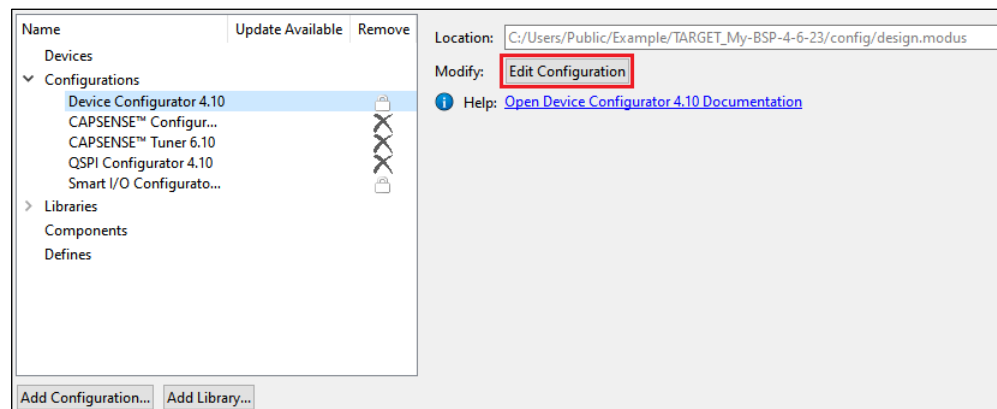 Name Update Available Remove
Devices
Configurations
Device Configurator 4.10
CAPSENSE™ Configur...
CAPSENSE™ Tuner 6.10
QSPI Configurator 4.10
Smart I/O Configurato...
Libraries
Components
Defines
Add Configuration... Add Library...
Location: C:/Users/Public/Example/TARGET_My-BSP-4-6-23/config/design.modus
Modify: Edit Configuration
Help: Open Device Configurator 4.10 Documentation